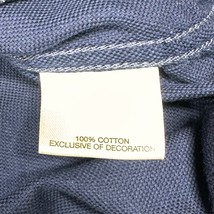 100% COTTON
EXCLUSIVE OF DECORATION